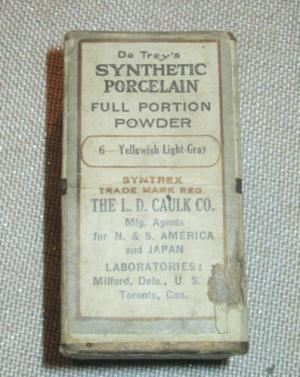 De Trey's
SYNTHETIC
PORCELAIN
FULL PORTION
POWDER
6—Yellowish Light-Gray
SYNTREX
TRADE MARK REG.
THE L. D. CAULK CO.
Mfg. Agents
for N. & S. AMERICA
and JAPAN
LABORATORIES:
Milford, Dela., U. S.
Toronto, Can.